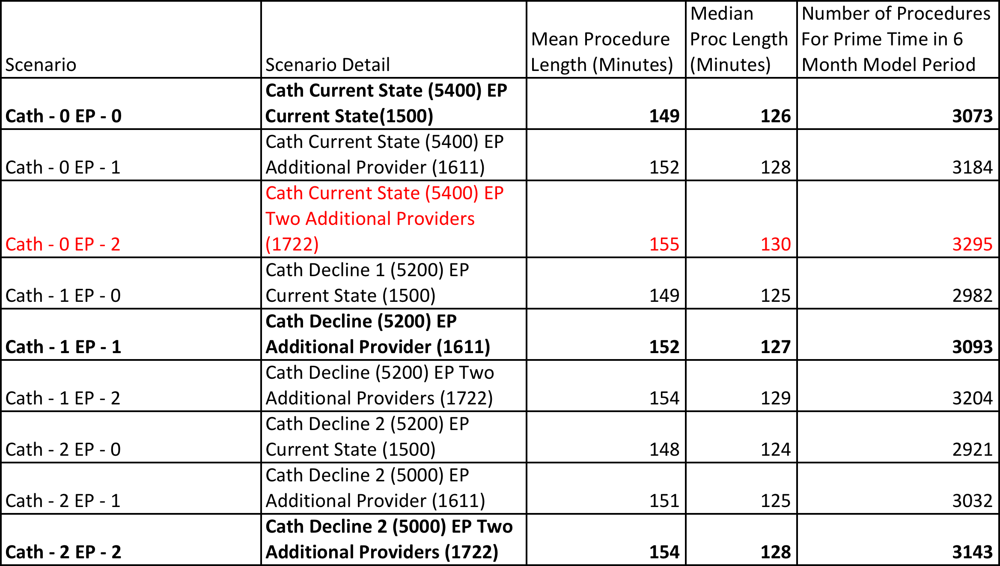 Scenario
Scenario Detail
Mean Procedure
Length (Minutes)
Median
Proc Length
(Minutes)
Number of Procedures
For Prime Time in 6
Month Model Period
Cath - 0 EP - 0
Cath Current State (5400) EP
Current State(1500)
149
126
3073
Cath - 0 EP - 1
Cath Current State (5400) EP
Additional Provider (1611)
152
128
3184
Cath - 0 EP - 2
Cath Current State (5400) EP
Two Additional Providers
(1722)
155
130
3295
Cath - 1 EP - 0
Cath Decline 1 (5200) EP
Current State (1500)
149
125
2982
Cath - 1 EP - 1
Cath Decline (5200) EP
Additional Provider (1611)
152
127
3093
Cath - 1 EP - 2
Cath Decline (5200) EP Two
Additional Providers (1722)
154
129
3204
Cath - 2 EP - 0
Cath Decline 2 (5200) EP
Current State (1500)
148
124
2921
Cath - 2 EP - 1
Cath Decline 2 (5000) EP
Additional Provider (1611)
151
125
3032
Cath - 2 EP - 2
Cath Decline 2 (5000) EP Two
Additional Providers (1722)
154
128
3143